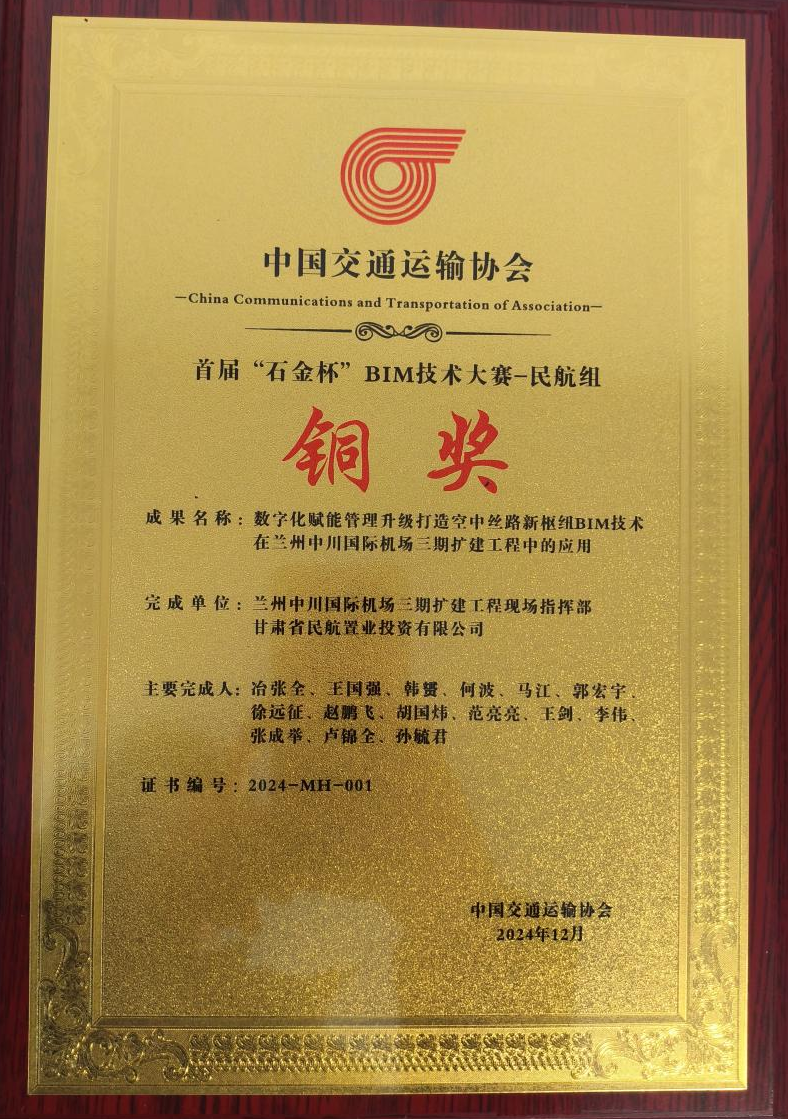 中国交通运输协会
—China Communications and Transportation of Association—
首届“石金杯”BIM技术大赛-民航组
铜 奖
成果名称：数字化赋能管理升级打造空中丝路新枢纽BIM技术
在兰州中川国际机场三期扩建工程中的应用
完成单位：兰州中川国际机场三期扩建工程现场指挥部
甘肃省民航置业投资有限公司
主要完成人：冶张全、王国强、韩赟、何波、马江、郭宏宇、
徐远征、赵鹏飞、胡国炜、范亮亮、王剑、李伟、
张成举、卢锦全、孙毓君
证书编号：2024-MH-001
中国交通运输协会
2024年12月